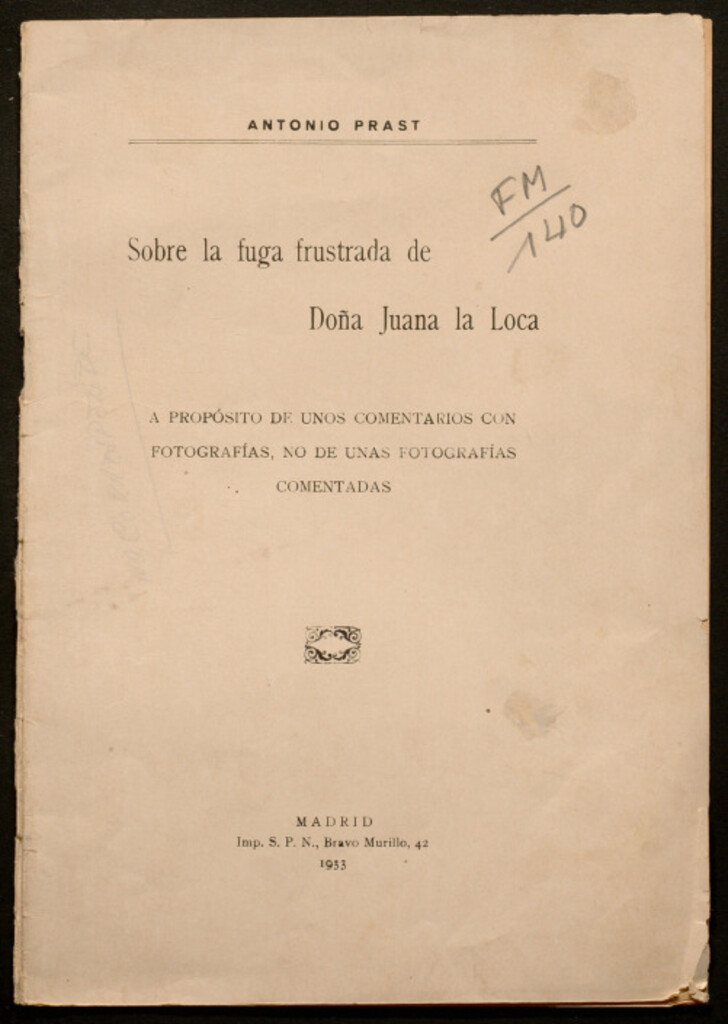 ANTONIO PRAST
FM
140
Sobre la fuga frustrada de
Doña Juana la Loca
A PROPÓSITO DE UNOS COMENTARIOS CON
FOTOGRAFÍAS, NO DE UNAS FOTOGRAFÍAS
COMENTADAS
MADRID
Imp. S. P. N., Bravo Murillo, 42
1933